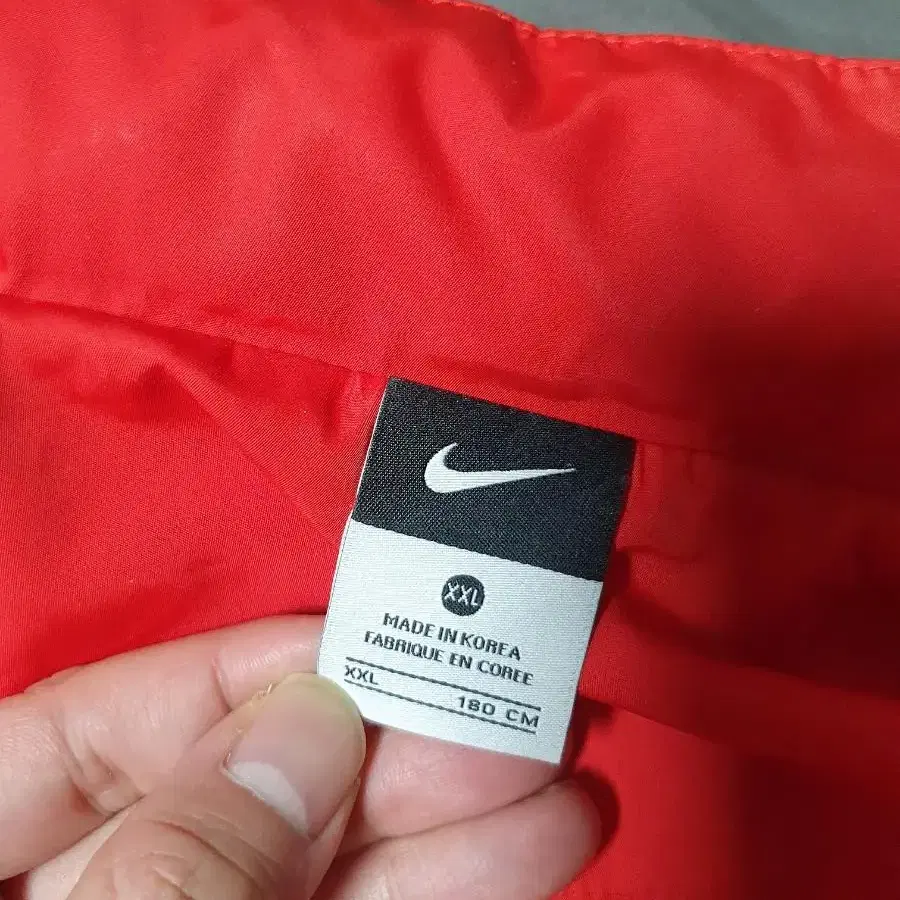 XXL
MADE IN KOREA
FABRIQUE EN COREE
XXL 180 CM